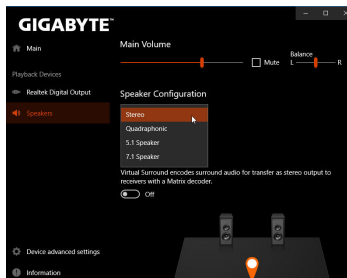 GIGABYTE™
Main
Playback Devices
Realtek Digital Output
Speakers
Device advanced settings
Information
Main Volume
Mute
Balance
L R
Speaker Configuration
Stereo
Quadraphonic
5.1 Speaker
7.1 Speaker
Virtual Surround encodes surround audio for transfer as stereo output to
receivers with a Matrix decoder.
Off